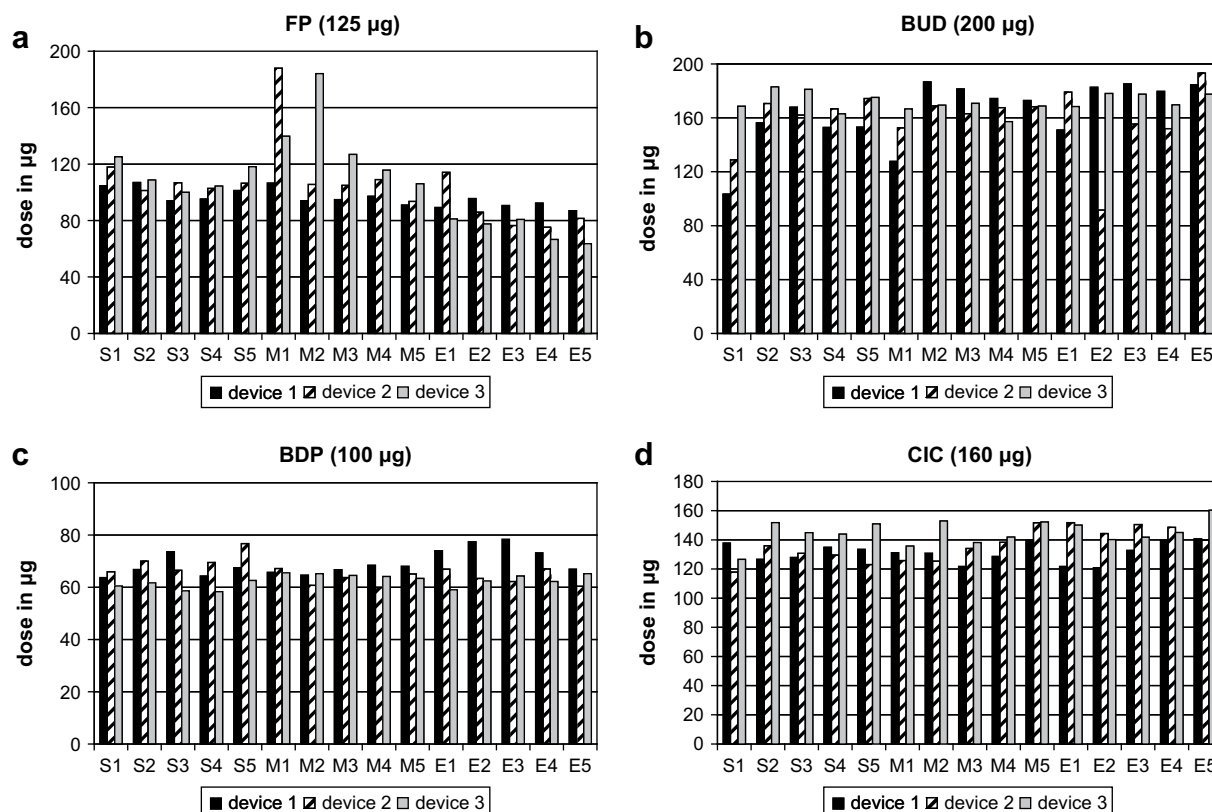 a
FP (125 µg)
dose in µg
200
160
120
80
40
0
S1 S2 S3 S4 S5 M1 M2 M3 M4 M5 E1 E2 E3 E4 E5
device 1 device 2 device 3
b
BUD (200 µg)
dose in µg
200
160
120
80
40
0
S1 S2 S3 S4 S5 M1 M2 M3 M4 M5 E1 E2 E3 E4 E5
device 1 device 2 device 3
c
BDP (100 µg)
dose in µg
100
80
60
40
20
0
S1 S2 S3 S4 S5 M1 M2 M3 M4 M5 E1 E2 E3 E4 E5
device 1 device 2 device 3
d
CIC (160 µg)
dose in µg
180
160
140
120
100
80
60
40
20
0
S1 S2 S3 S4 S5 M1 M2 M3 M4 M5 E1 E2 E3 E4 E5
device 1 device 2 device 3